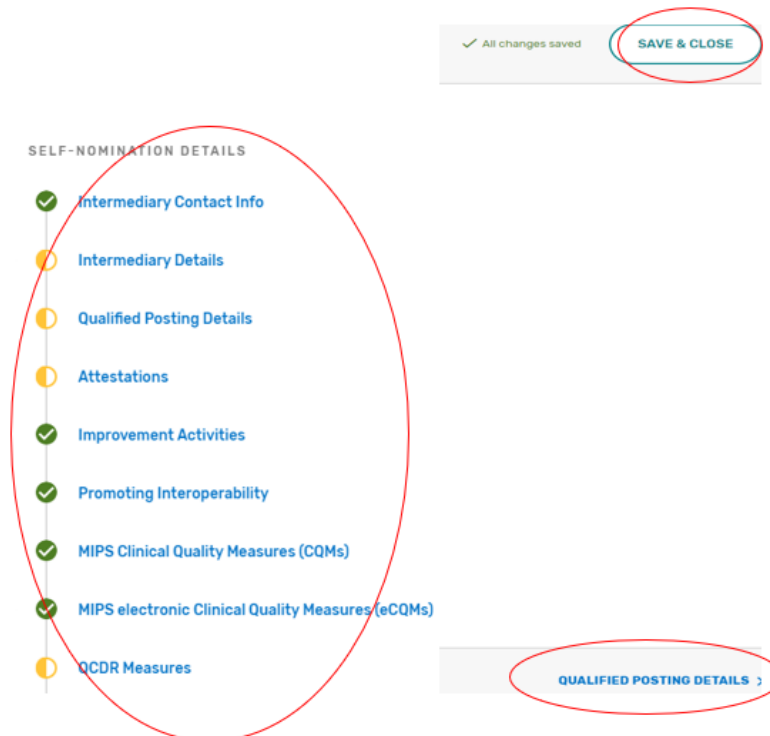 All changes saved
SAVE & CLOSE
SELF-NOMINATION DETAILS
Intermediary Contact Info
Intermediary Details
Qualified Posting Details
Attestations
Improvement Activities
Promoting Interoperability
MIPS Clinical Quality Measures (CQMs)
MIPS electronic Clinical Quality Measures (eCQMs)
QCDR Measures
QUALIFIED POSTING DETAILS